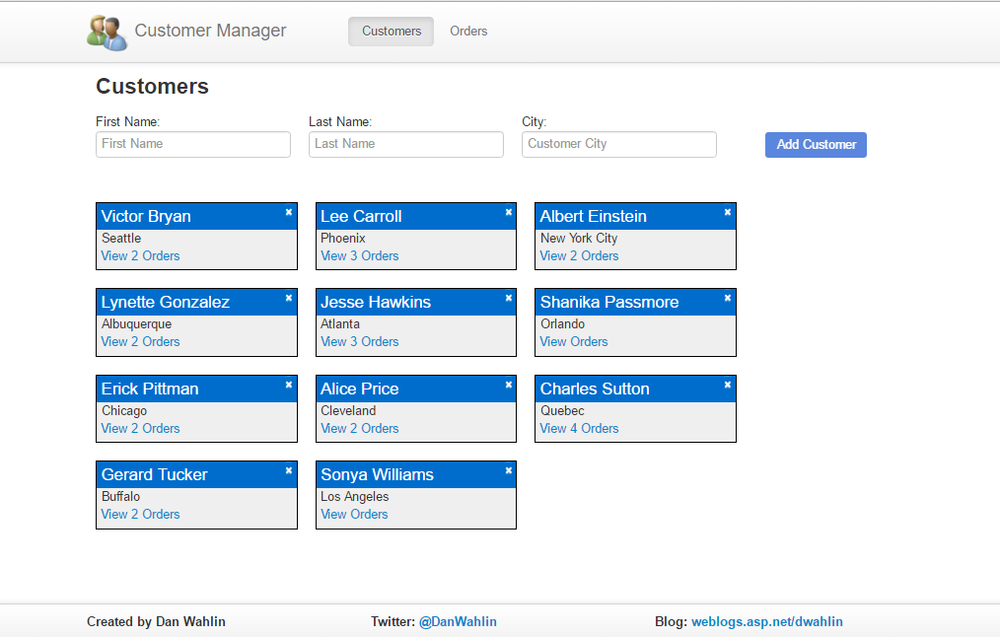 Customer Manager Customers Orders
Customers
First Name: Last Name: City:
First Name Last Name Customer City Add Customer
Victor Bryan × Lee Carroll × Albert Einstein ×
Seattle Phoenix New York City
View 2 Orders View 3 Orders View 2 Orders
Lynette Gonzalez × Jesse Hawkins × Shanika Passmore ×
Albuquerque Atlanta Orlando
View 2 Orders View 3 Orders View Orders
Erick Pittman × Alice Price × Charles Sutton ×
Chicago Cleveland Quebec
View 2 Orders View 2 Orders View 4 Orders
Gerard Tucker × Sonya Williams ×
Buffalo Los Angeles
View 2 Orders View Orders
Created by Dan Wahlin Twitter: @DanWahlin Blog: weblogs.asp.net/dwahlin